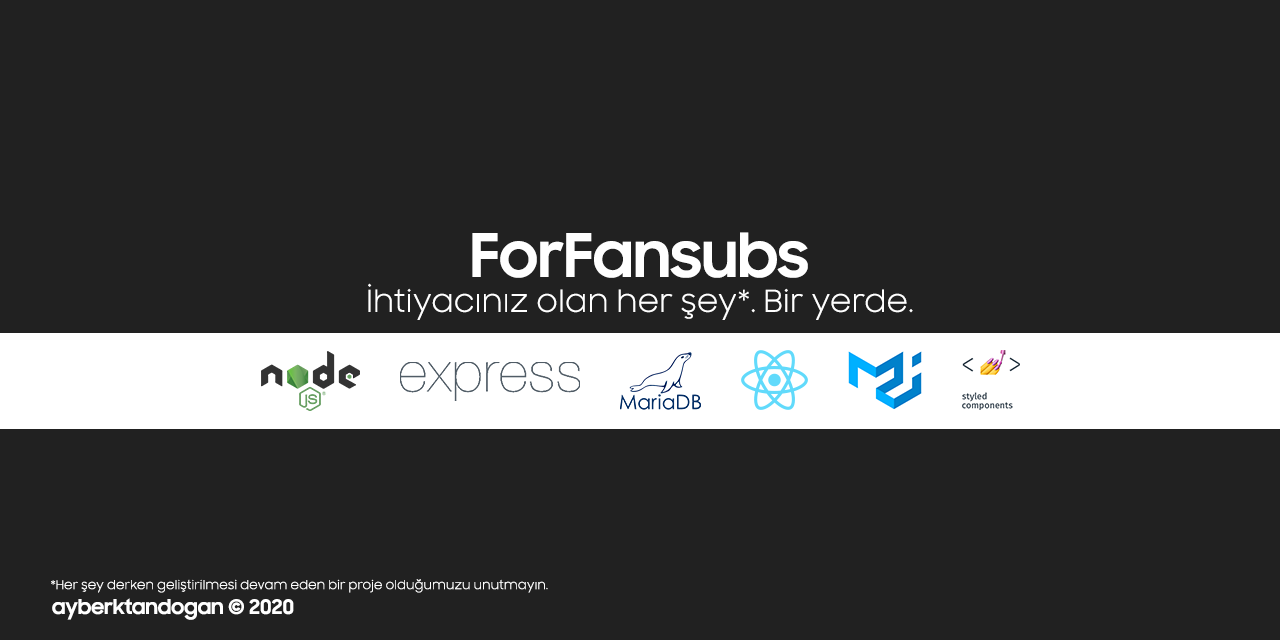 ForFansubs
İhtiyacınız olan her şey*. Bir yerde.
node
JS
express
MariaDB
< >
styled
components
*Her şey derken geliştirilmesi devam eden bir proje olduğumuzu unutmayın.
ayberktandogan © 2020